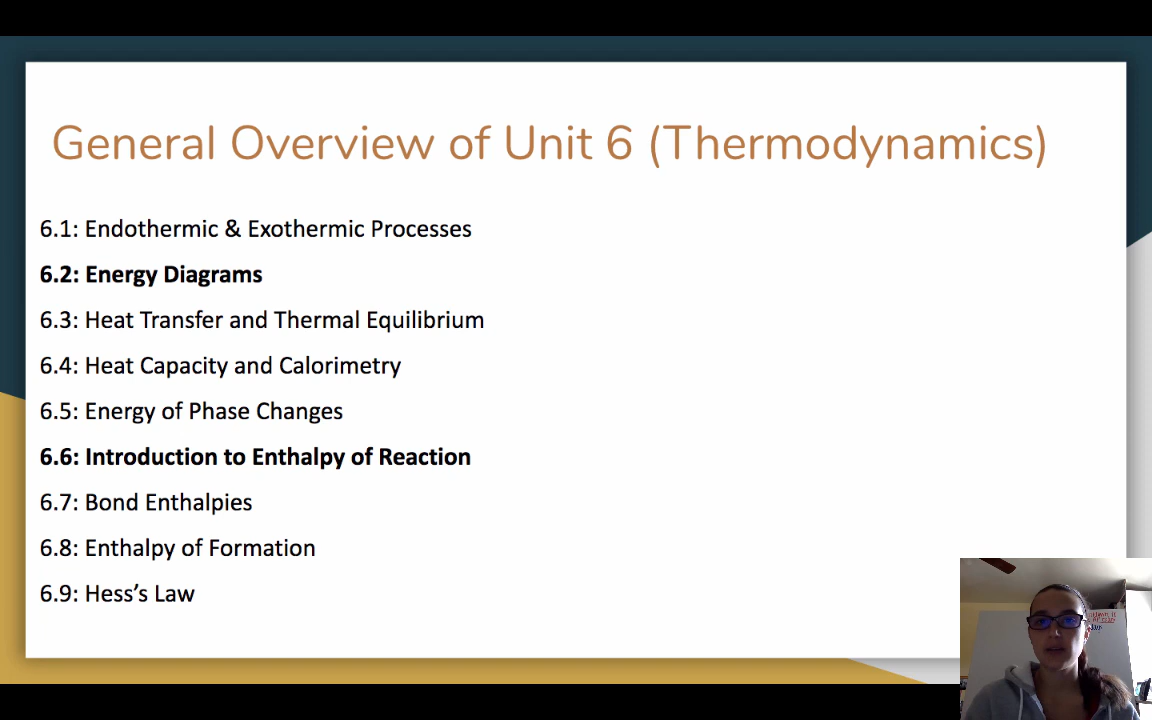 General Overview of Unit 6 (Thermodynamics)
6.1: Endothermic & Exothermic Processes
6.2: Energy Diagrams
6.3: Heat Transfer and Thermal Equilibrium
6.4: Heat Capacity and Calorimetry
6.5: Energy of Phase Changes
6.6: Introduction to Enthalpy of Reaction
6.7: Bond Enthalpies
6.8: Enthalpy of Formation
6.9: Hess’s Law